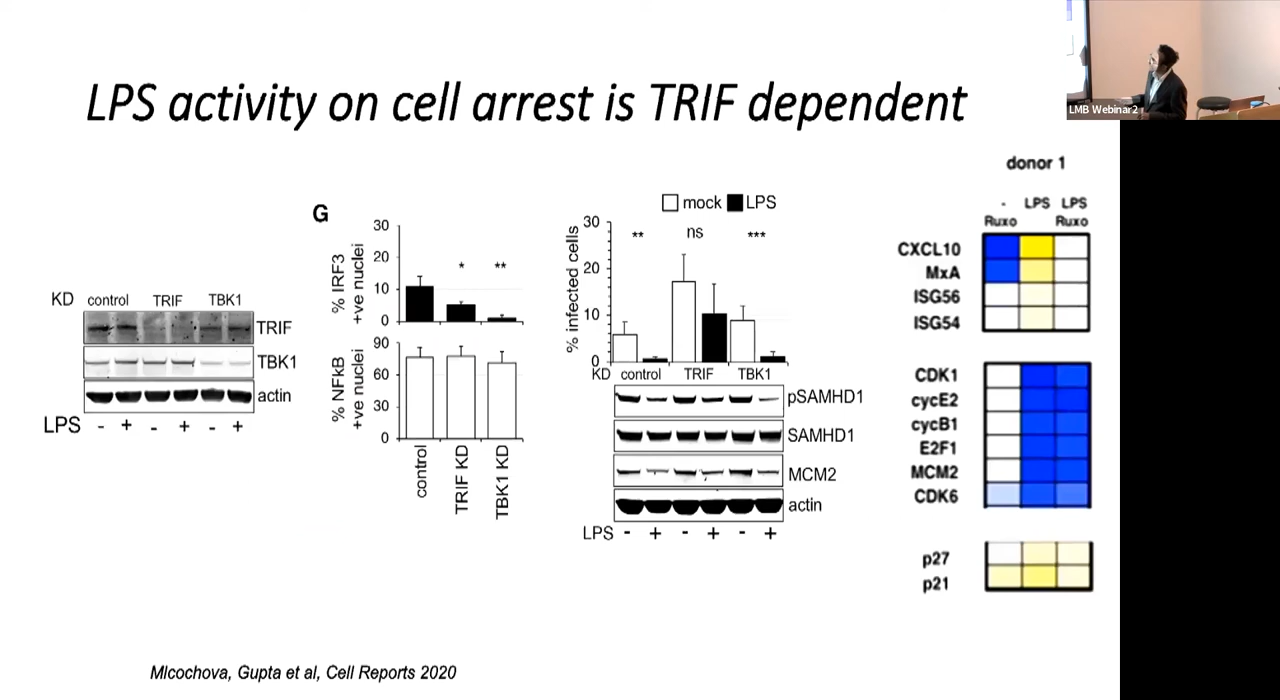 LPS activity on cell arrest is TRIF dependent
LMB Webinar2
KD control TRIF TBK1
TRIF
TBK1
actin
LPS - + - + - +
G
% IRF3
+ve nuclei
30
20
10
0
* **
% NFkB
+ve nuclei
90
60
30
0
control
TRIF KD
TBK1 KD
mock LPS
% infected cells
30
20
10
0
** ns ***
KD control TRIF TBK1
pSAMHD1
SAMHD1
MCM2
actin
LPS - + - + - +
donor 1
- LPS LPS
Ruxo Ruxo
CXCL10
MxA
ISG56
ISG54
CDK1
cycE2
cycB1
E2F1
MCM2
CDK6
p27
p21
Mlcochova, Gupta et al, Cell Reports 2020